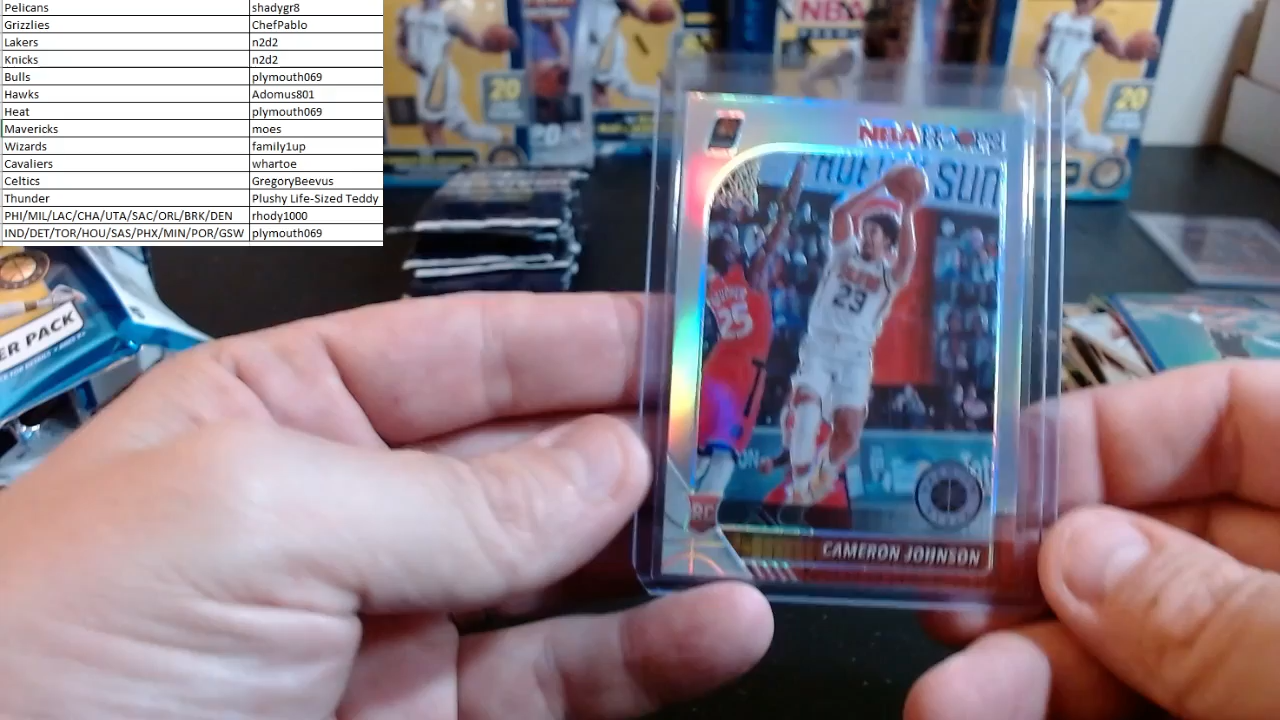 Pelicans shadygr8
Grizzlies ChefPablo
Lakers n2d2
Knicks n2d2
Bulls plymouth069
Hawks Adomus801
Heat plymouth069
Mavericks moes
Wizards family1up
Cavaliers whartoe
Celtics GregoryBeevus
Thunder Plushy Life-Sized Teddy
PHI/MIL/LAC/CHA/UTA/SAC/ORL/BRK/DEN rhody1000
IND/DET/TOR/HOU/SAS/PHX/MIN/POR/GSW plymouth069
NBA
20
20
NBA HOOPS
SUN
23
25
RC
CAMERON JOHNSON
ER PACK